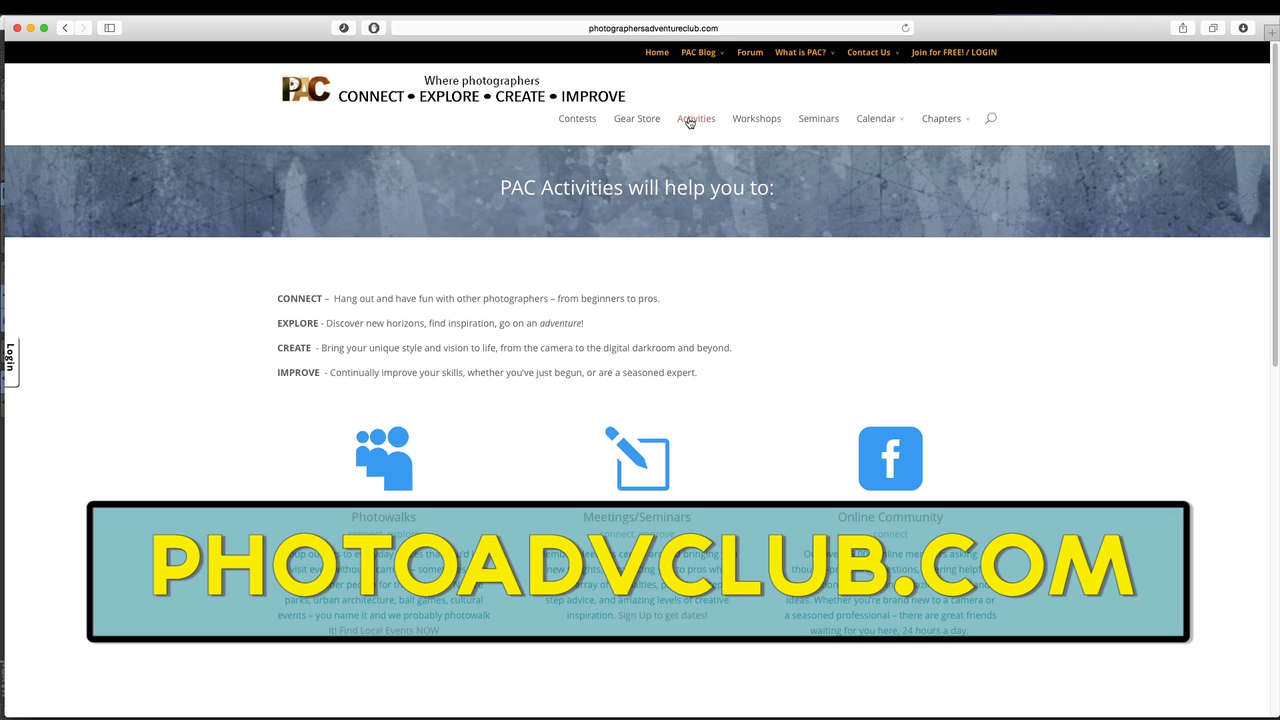 photographersadventureclub.com
Home PAC Blog Forum What is PAC? Contact Us Join for FREE! / LOGIN
PAC
Where photographers
CONNECT • EXPLORE • CREATE • IMPROVE
Contests Gear Store Activities Workshops Seminars Calendar Chapters
PAC Activities will help you to:
CONNECT – Hang out and have fun with other photographers – from beginners to pros.
EXPLORE - Discover new horizons, find inspiration, go on an adventure!
Login
CREATE - Bring your unique style and vision to life, from the camera to the digital darkroom and beyond.
IMPROVE - Continually improve your skills, whether you've just begun, or are a seasoned expert.
Photowalks Meetings/Seminars Online Community
connect
PHOTOADVCLUB.COM
parks, urban architecture, ball games, cultural
events – you name it and we probably photowalk
it! Find Local Events NOW
step advice, and amazing levels of creative
inspiration. Sign Up to get dates!
ideas. Whether you're brand new to a camera or
a seasoned professional – there are great friends
waiting for you here, 24 hours a day.